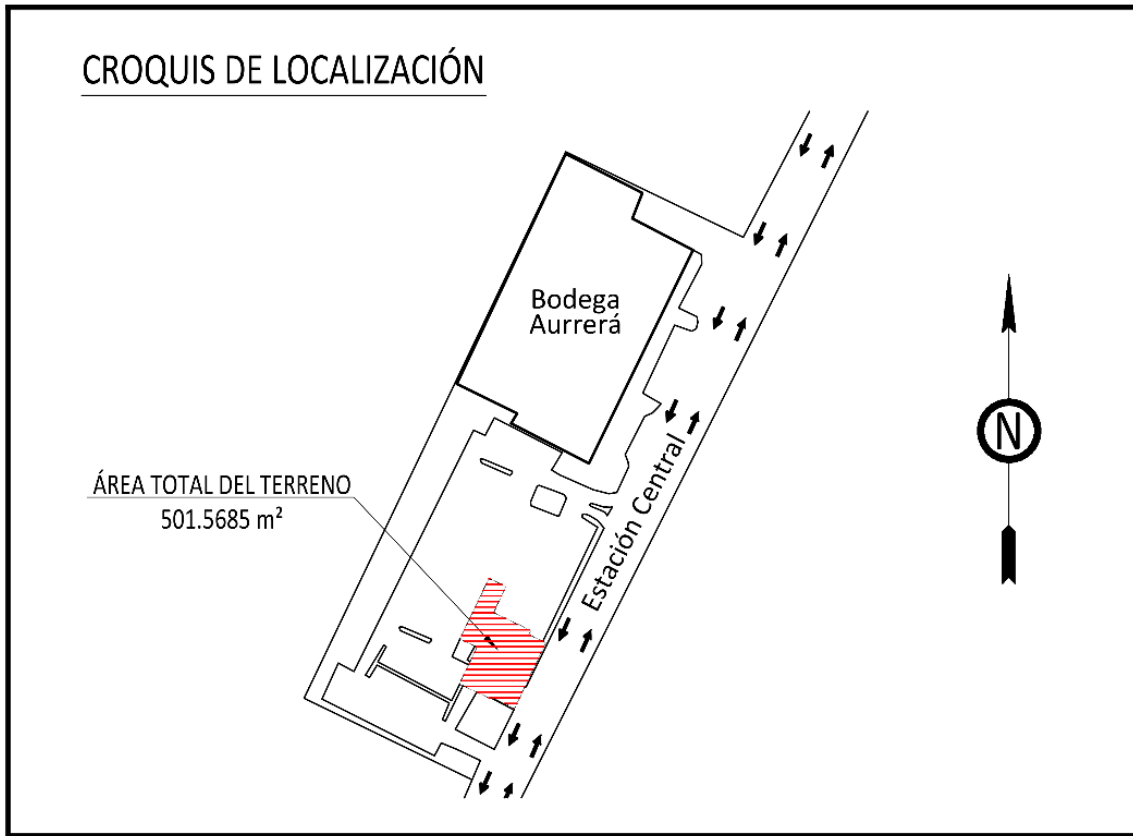 CROQUIS DE LOCALIZACIÓN
Bodega
Aurrerá
ÁREA TOTAL DEL TERRENO
501.5685 m²
Estación Central
N